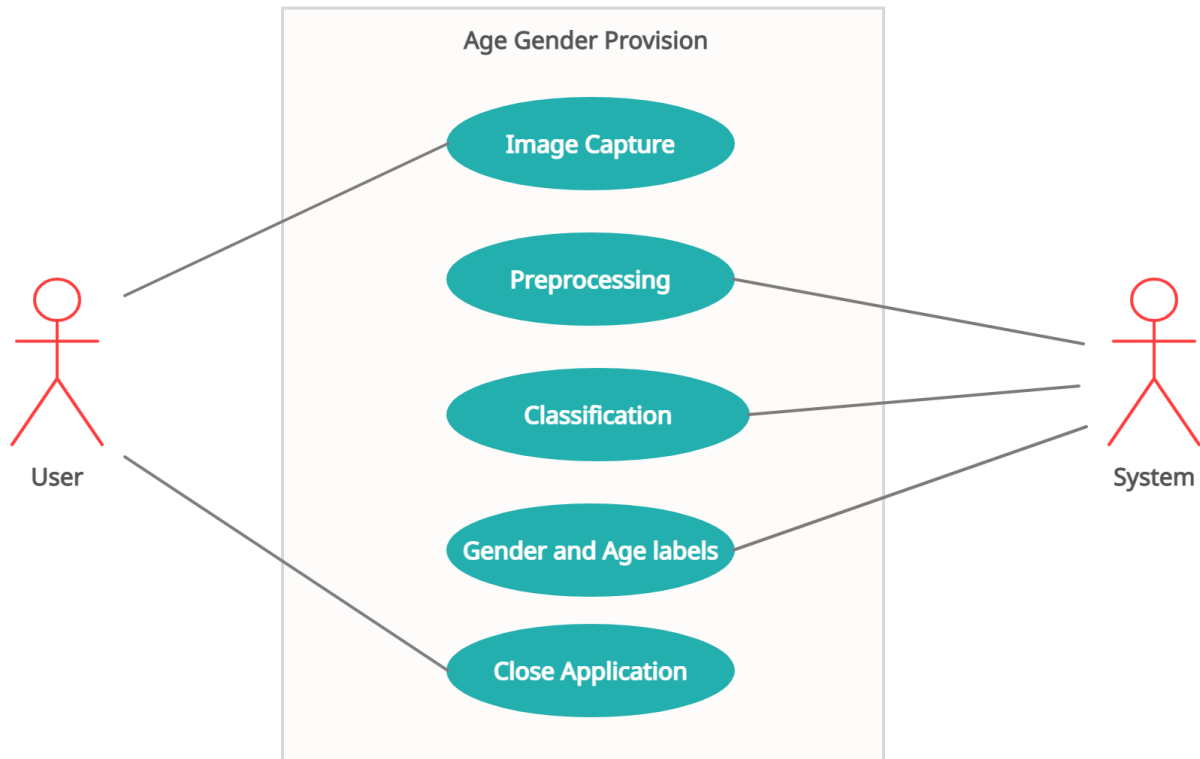 Age Gender Provision
Image Capture
Preprocessing
Classification
Gender and Age labels
Close Application
User
System